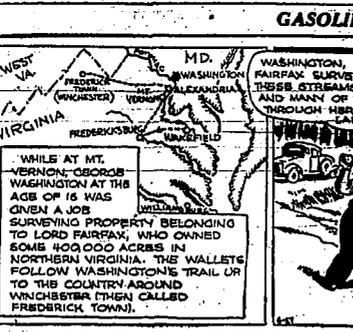 GASOLI
WEST
VA.
MD.
WASHINGTON
ALEXANDRIA
FREDERICK
TOWN
(WINCHESTER)
MT.
VERNON
VIRGINIA
FREDERICKSBURG
WAKEFIELD
WILLIAMSBURG
WHILE AT MT.
VERNON, GEORGE
WASHINGTON AT THE
AGE OF 16 WAS
GIVEN A JOB
SURVEYING PROPERTY BELONGING
TO LORD FAIRFAX, WHO OWNED
SOME 400,000 ACRES IN
NORTHERN VIRGINIA. THE WALLETS
FOLLOW WASHINGTON'S TRAIL UP
TO THE COUNTRY AROUND
WINCHESTER (THEN CALLED
FREDERICK TOWN).
WASHINGTON,
FAIRFAX SURVE
THESE STREAMS
AND MANY OF
THROUGH HER
LA